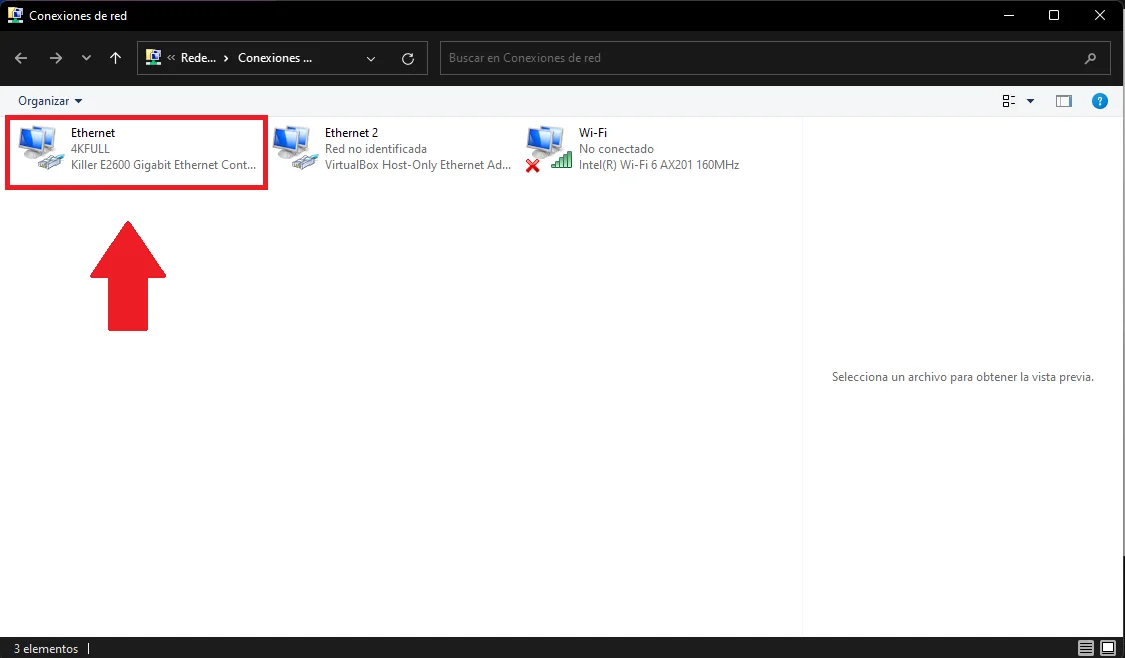 Conexiones de red
« Rede... › Conexiones ...
Buscar en Conexiones de red
Organizar
?
Ethernet
4KFULL
Killer E2600 Gigabit Ethernet Cont...
Ethernet 2
Red no identificada
VirtualBox Host-Only Ethernet Ad...
Wi-Fi
No conectado
Intel(R) Wi-Fi 6 AX201 160MHz
Selecciona un archivo para obtener la vista previa.
3 elementos